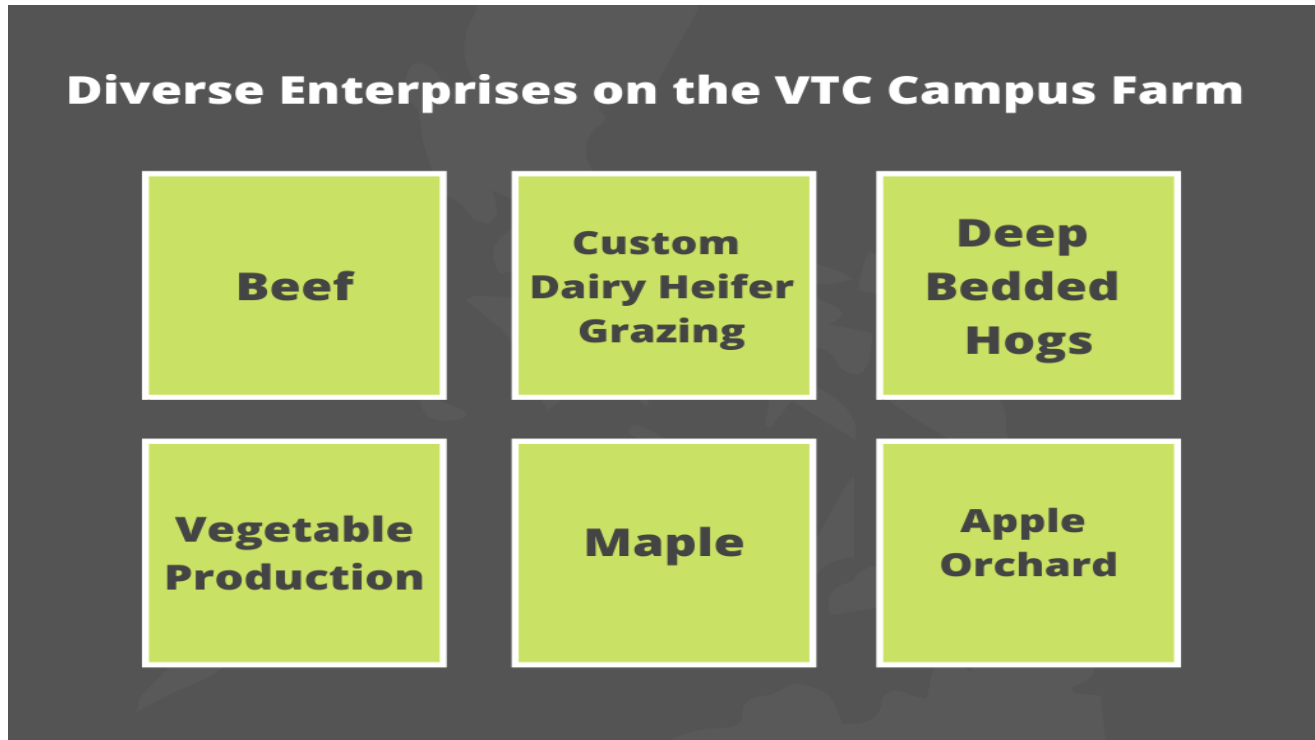 Diverse Enterprises on the VTC Campus Farm
Beef
Custom
Dairy Heifer
Grazing
Deep
Bedded
Hogs
Vegetable
Production
Maple
Apple
Orchard